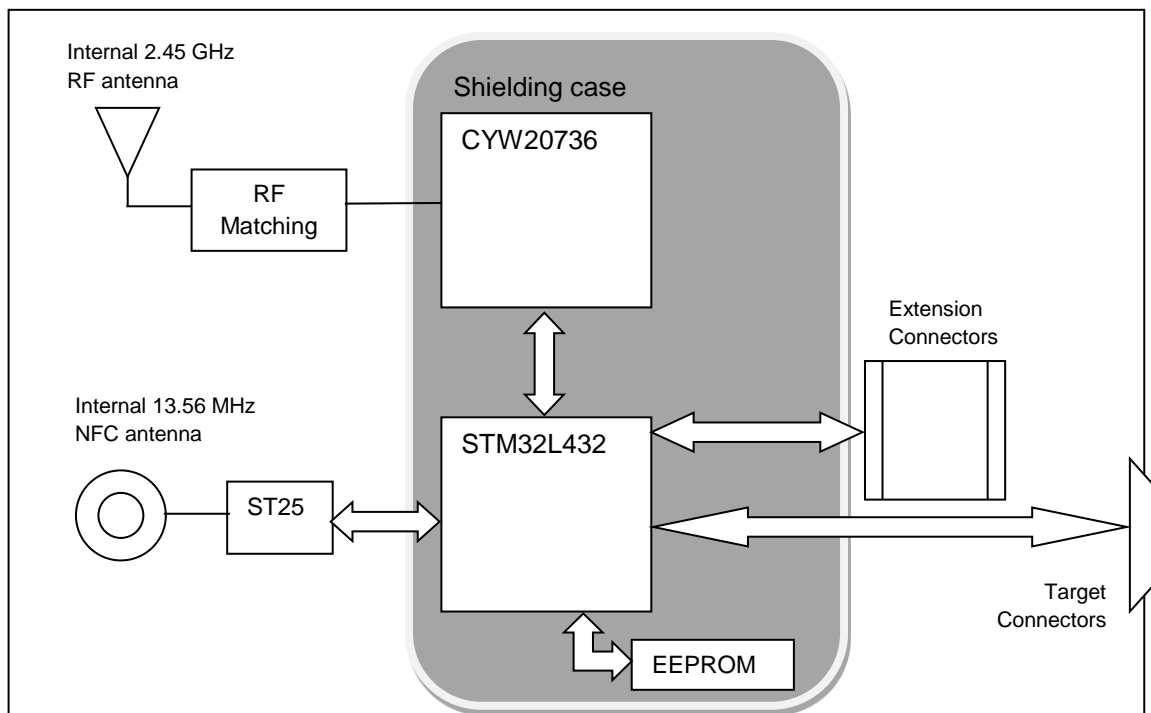 Internal 2.45 GHz
RF antenna
Shielding case
CYW20736
RF
Matching
Extension
Connectors
Internal 13.56 MHz
NFC antenna
STM32L432
ST25
Target
Connectors
EEPROM